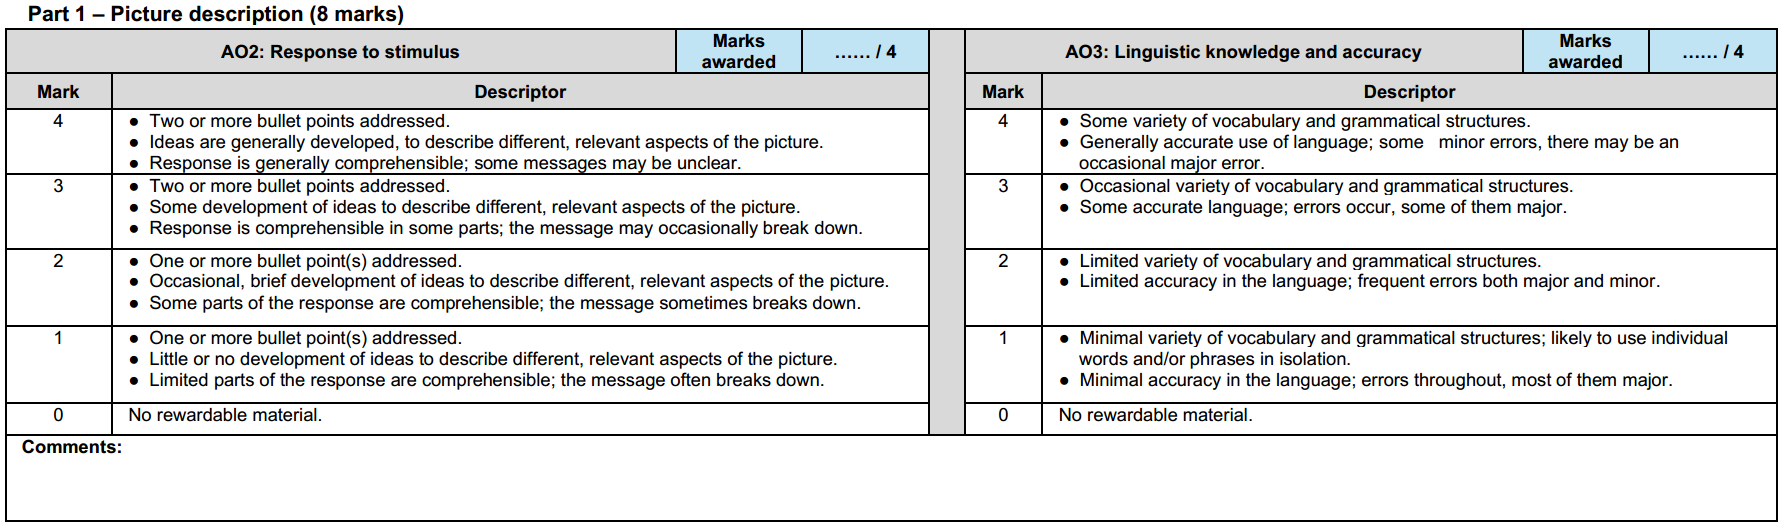 Part 1 – Picture description (8 marks)
AO2: Response to stimulus
Marks awarded
…… / 4
AO3: Linguistic knowledge and accuracy
Marks awarded
…… / 4
Mark
Descriptor
Mark
Descriptor
4
● Two or more bullet points addressed.
● Ideas are generally developed, to describe different, relevant aspects of the picture.
● Response is generally comprehensible; some messages may be unclear.
4
● Some variety of vocabulary and grammatical structures.
● Generally accurate use of language; some minor errors, there may be an
occasional major error.
3
● Two or more bullet points addressed.
● Some development of ideas to describe different, relevant aspects of the picture.
● Response is comprehensible in some parts; the message may occasionally break down.
3
● Occasional variety of vocabulary and grammatical structures.
● Some accurate language; errors occur, some of them major.
2
● One or more bullet point(s) addressed.
● Occasional, brief development of ideas to describe different, relevant aspects of the picture.
● Some parts of the response are comprehensible; the message sometimes breaks down.
2
● Limited variety of vocabulary and grammatical structures.
● Limited accuracy in the language; frequent errors both major and minor.
1
● One or more bullet point(s) addressed.
● Little or no development of ideas to describe different, relevant aspects of the picture.
● Limited parts of the response are comprehensible; the message often breaks down.
1
● Minimal variety of vocabulary and grammatical structures; likely to use individual
words and/or phrases in isolation.
● Minimal accuracy in the language; errors throughout, most of them major.
0
No rewardable material.
0
No rewardable material.
Comments: